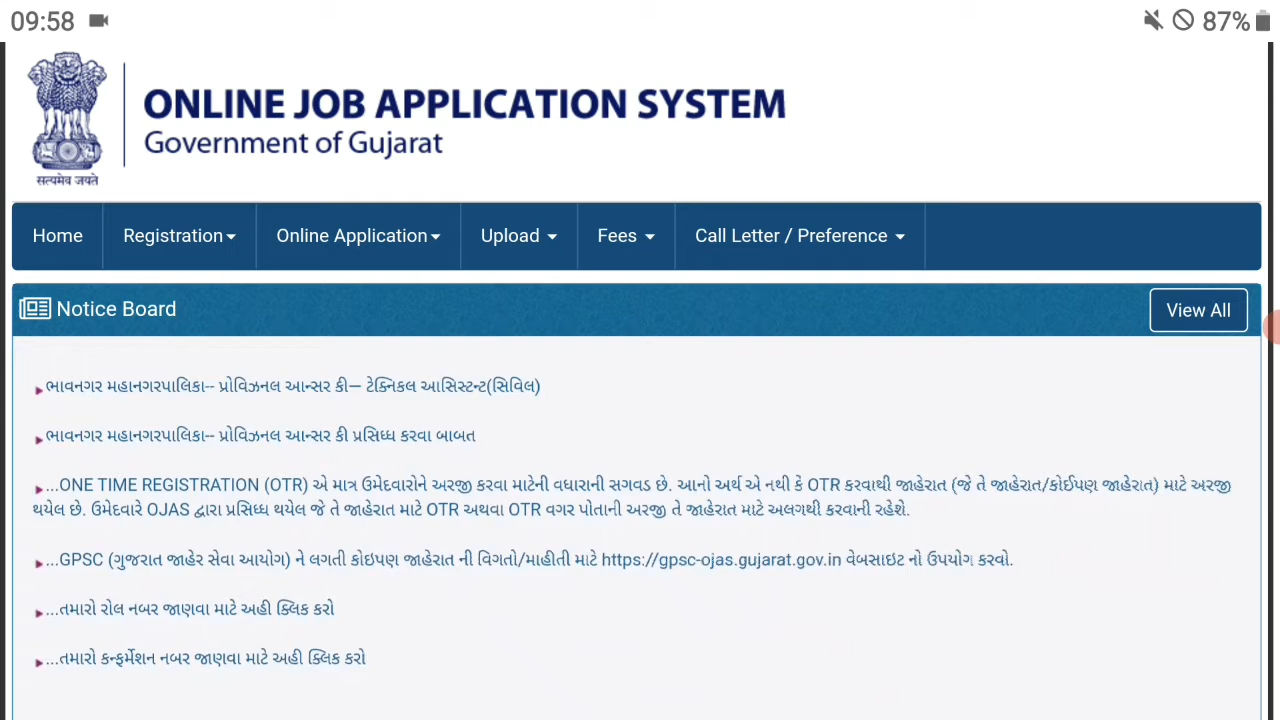 09:58
87%
ONLINE JOB APPLICATION SYSTEM
Government of Gujarat
सत्यमेव जयते
Home Registration Online Application Upload Fees Call Letter / Preference
Notice Board View All
ભાવનગર મહાનગરપાલિકા-- પ્રોવિઝનલ આન્સર કી– ટેક્નિકલ આસિસ્ટન્ટ(સિવિલ)
ભાવનગર મહાનગરપાલિકા-- પ્રોવિઝનલ આન્સર કી પ્રસિધ્ધ કરવા બાબત
...ONE TIME REGISTRATION (OTR) એ માત્ર ઉમેદવારોને અરજી કરવા માટેની વધારાની સગવડ છે. આનો અર્થ એ નથી કે OTR કરવાથી જાહેરાત (જે તે જાહેરાત/કોઈપણ જાહેરાત) માટે અરજી
થયેલ છે. ઉમેદવારે OJAS દ્વારા પ્રસિધ્ધ થયેલ જે તે જાહેરાત માટે OTR અથવા OTR વગર પોતાની અરજી તે જાહેરાત માટે અલગથી કરવાની રહેશે.
...GPSC (ગુજરાત જાહેર સેવા આયોગ) ને લગતી કોઇપણ જાહેરાત ની વિગતો/માહીતી માટે https://gpsc-ojas.gujarat.gov.in વેબસાઇટ નો ઉપયોગ કરવો.
...તમારો રોલ નબર જાણવા માટે અહી ક્લિક કરો
...તમારો કન્ફર્મેશન નબર જાણવા માટે અહી ક્લિક કરો